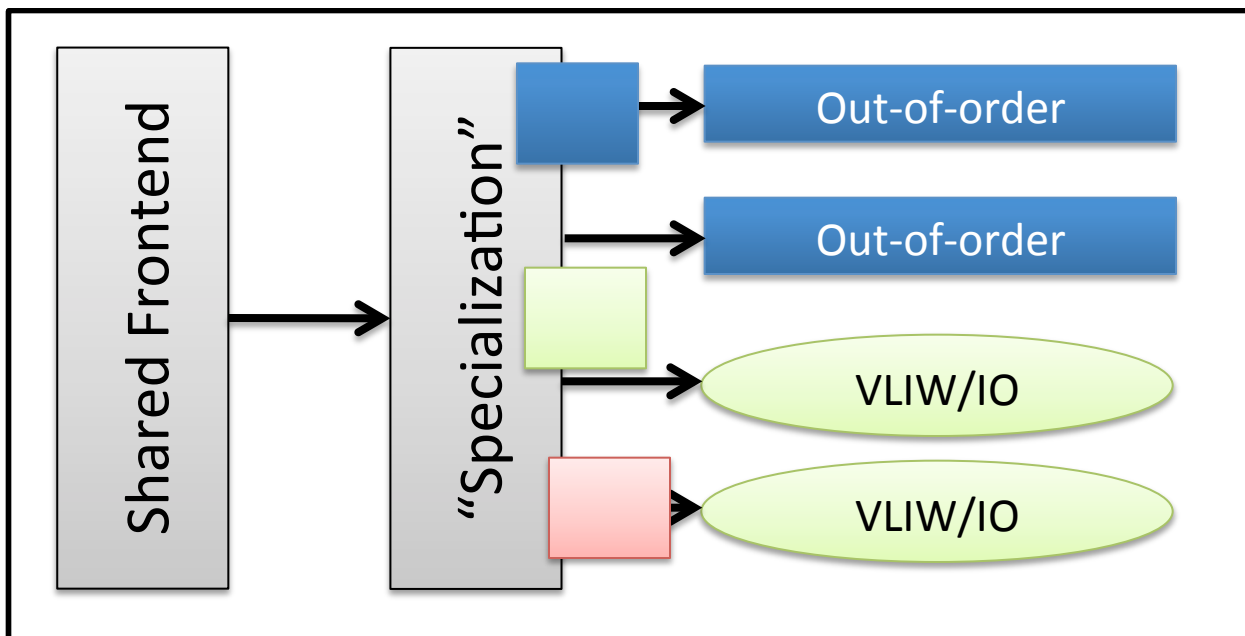 Shared Frontend
“Specialization”
Out-of-order
Out-of-order
VLIW/IO
VLIW/IO